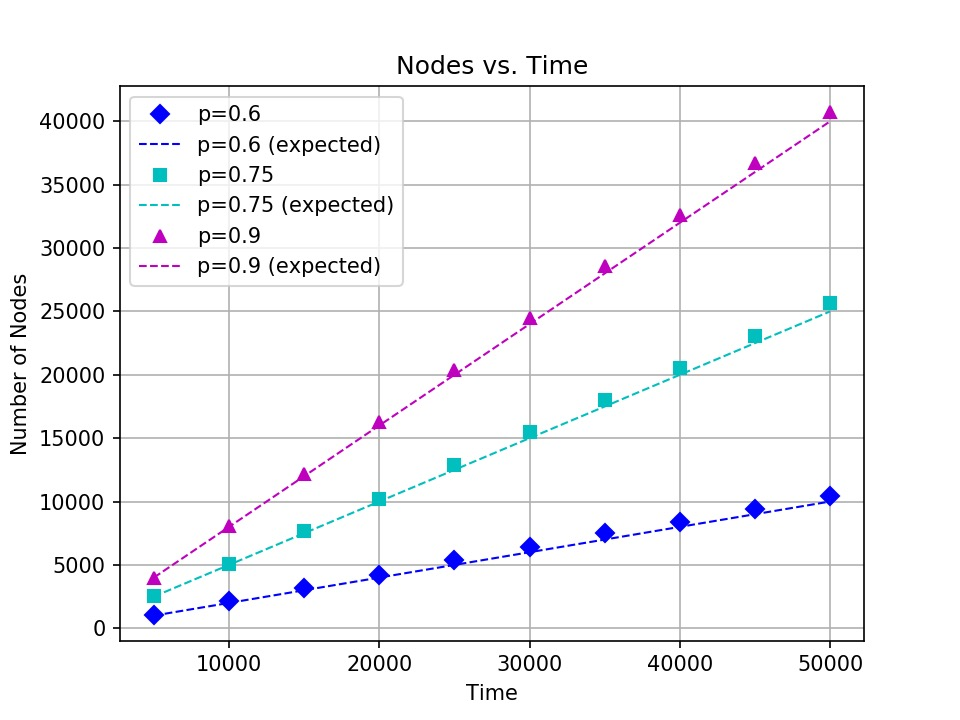 Nodes vs. Time
p=0.6
p=0.6 (expected)
p=0.75
p=0.75 (expected)
p=0.9
p=0.9 (expected)
Number of Nodes
40000
35000
30000
25000
20000
15000
10000
5000
0
10000 20000 30000 40000 50000
Time